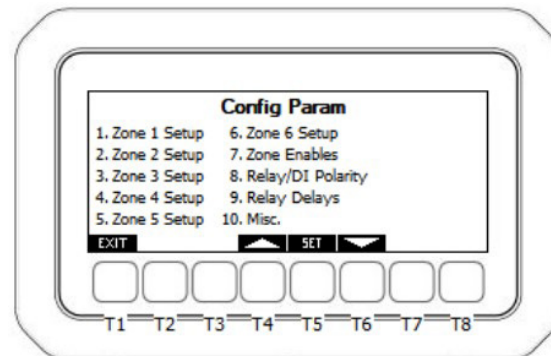 Config Param
1. Zone 1 Setup
2. Zone 2 Setup
3. Zone 3 Setup
4. Zone 4 Setup
5. Zone 5 Setup
6. Zone 6 Setup
7. Zone Enables
8. Relay/DI Polarity
9. Relay Delays
10. Misc.
EXIT SET
T1 T2 T3 T4 T5 T6 T7 T8